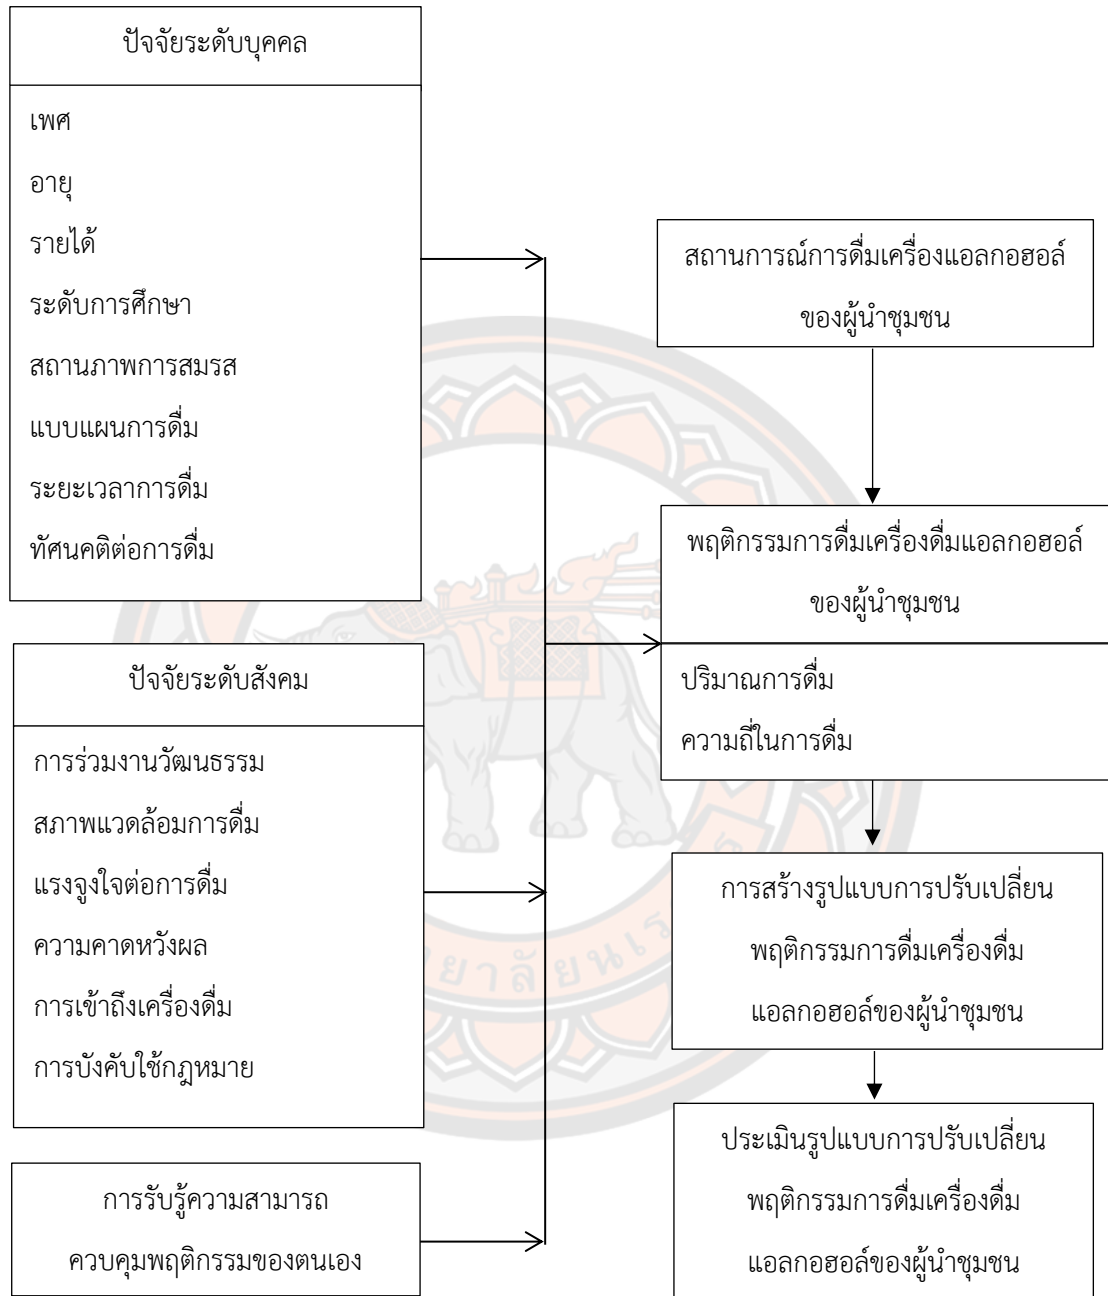 ปัจจัยระดับบุคคล
เพศ
อายุ
รายได้
ระดับการศึกษา
สถานภาพการสมรส
แบบแผนการดื่ม
ระยะเวลาการดื่ม
ทัศนคติต่อการดื่ม
ปัจจัยระดับสังคม
การร่วมงานวัฒนธรรม
สภาพแวดล้อมการดื่ม
แรงจูงใจต่อการดื่ม
ความคาดหวังผล
การเข้าถึงเครื่องดื่ม
การบังคับใช้กฎหมาย
การรับรู้ความสามารถ
ควบคุมพฤติกรรมของตนเอง
สถานการณ์การดื่มเครื่องแอลกอฮอล์
ของผู้นำชุมชน
พฤติกรรมการดื่มเครื่องดื่มแอลกอฮอล์
ของผู้นำชุมชน
ปริมาณการดื่ม
ความถี่ในการดื่ม
การสร้างรูปแบบการปรับเปลี่ยน
พฤติกรรมการดื่มเครื่องดื่ม
แอลกอฮอล์ของผู้นำชุมชน
ประเมินรูปแบบการปรับเปลี่ยน
พฤติกรรมการดื่มเครื่องดื่ม
แอลกอฮอล์ของผู้นำชุมชน